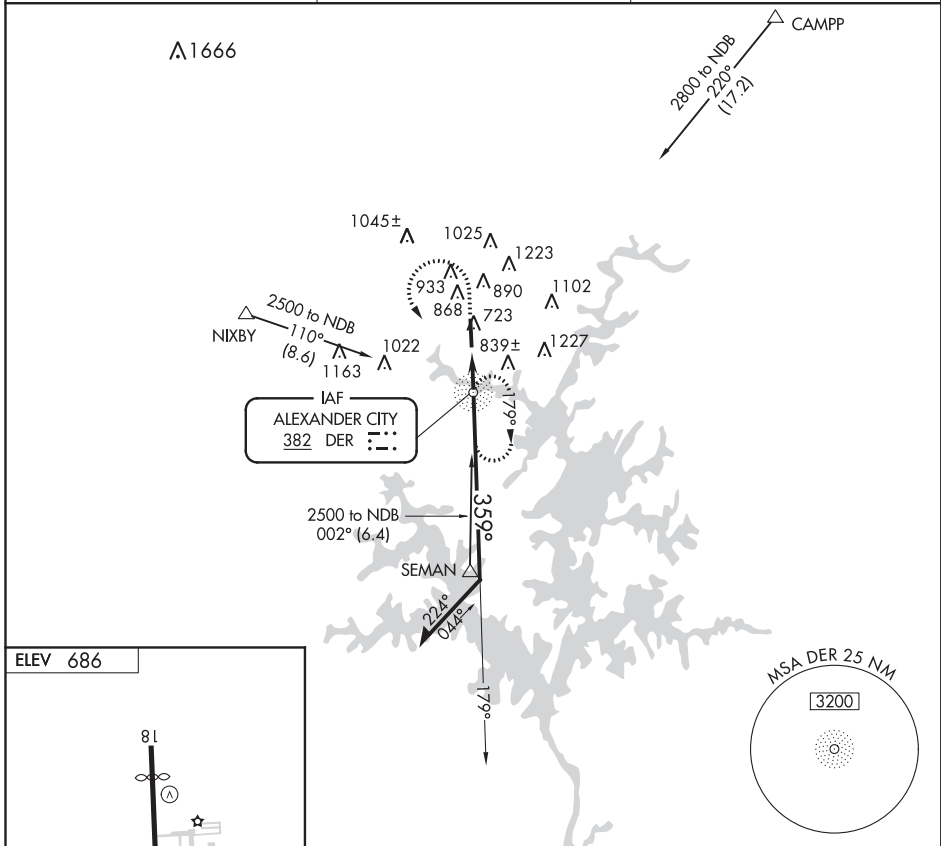 CAMPP
1666
2800 to NDB
220°
(17.2)
1045±
1025
1223
933
890
1102
868
723
2500 to NDB
110°
(8.6)
NIXBY
1163
1022
839±
1227
IAF
ALEXANDER CITY
382 DER
179°
359°
2500 to NDB
002° (6.4)
SEMAN
224°
044°
179°
ELEV 686
18
MSA DER 25 NM
3200